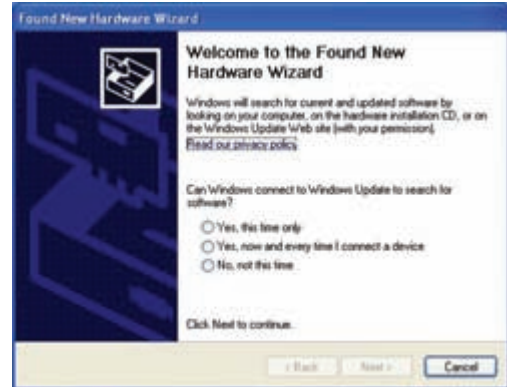 Found New Hardware Wizard
Welcome to the Found New
Hardware Wizard
Windows will search for current and updated software by
looking on your computer, on the hardware installation CD, or on
the Windows Update Web site (with your permission).
Read our privacy policy
Can Windows connect to Windows Update to search for
software?
Yes, this time only
Yes, now and every time I connect a device
No, not this time
Click Next to continue.
< Back Next > Cancel